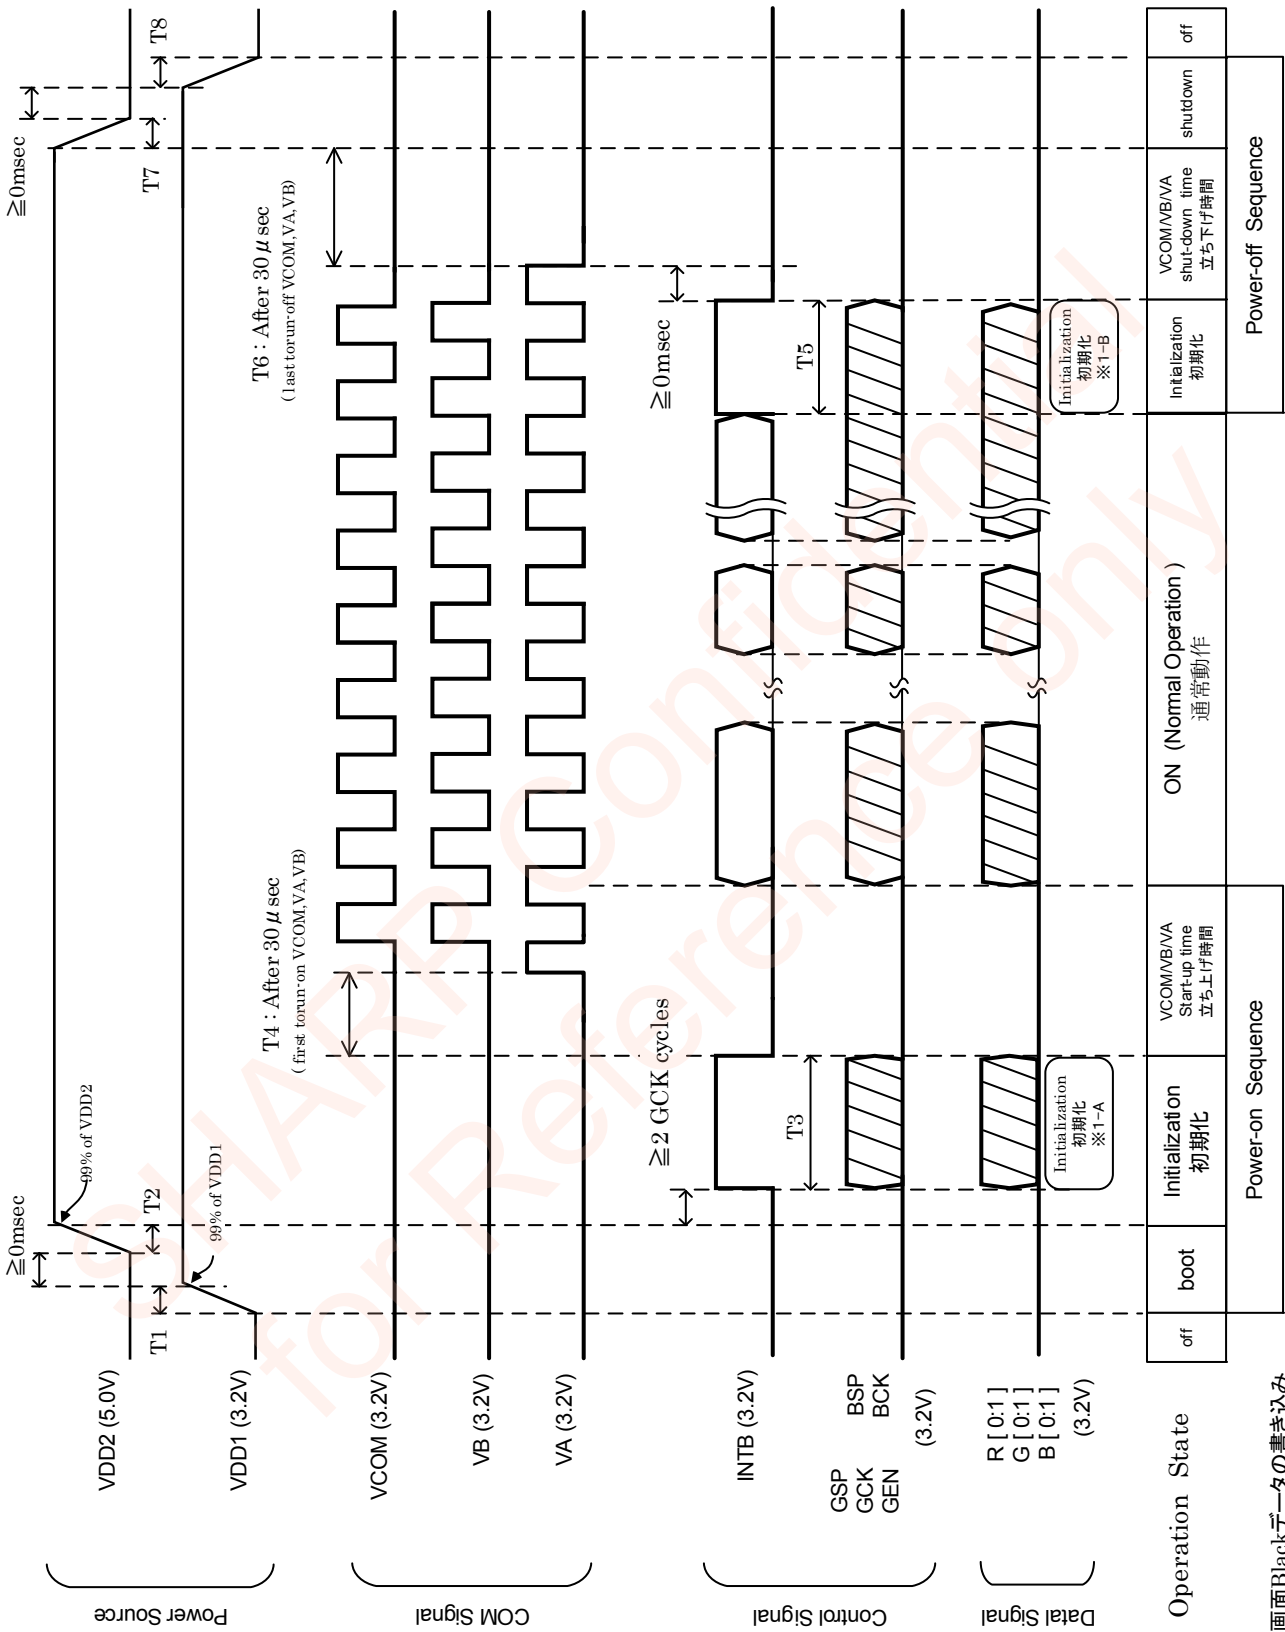 Power Source
VDD2 (5.0V)
VDD1 (3.2V)
≧0msec
T1
T2
99% of VDD2
99% of VDD1
≧0msec
T7
T8
COM Signal
VCOM (3.2V)
VB (3.2V)
VA (3.2V)
T4 : After 30μsec
(first torun-on VCOM,VA,VB)
T6 : After 30μsec
(last torun-off VCOM,VA,VB)
Control Signal
INTB (3.2V)
≧2 GCK cycles
≧0msec
GSP
GCK
GEN
BSP
BCK
(3.2V)
T3
T5
Datal Signal
R [ 0:1 ]
G [ 0:1 ]
B [ 0:1 ]
(3.2V)
Initialization
初期化
※1-A
Initialization
初期化
※1-B
Operation State
off
boot
Initialization
初期化
VCOM/VB/VA
Start-up time
立ち上げ時間
ON (Normal Operation )
通常動作
Initialization
初期化
VCOM/VB/VA
shut-down time
立ち下げ時間
shutdown
off
Power-on Sequence
Power-off Sequence
画面Blackデータの書き込み
SHARP Confidential
for Reference only